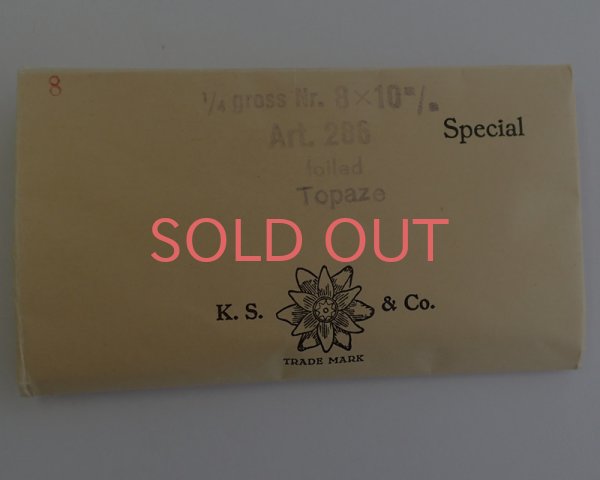 8
1/4 gross Nr. 8×10 m/m
Art. 286
foiled
Topaze
Special
SOLD OUT
K. S. & Co.
TRADE MARK